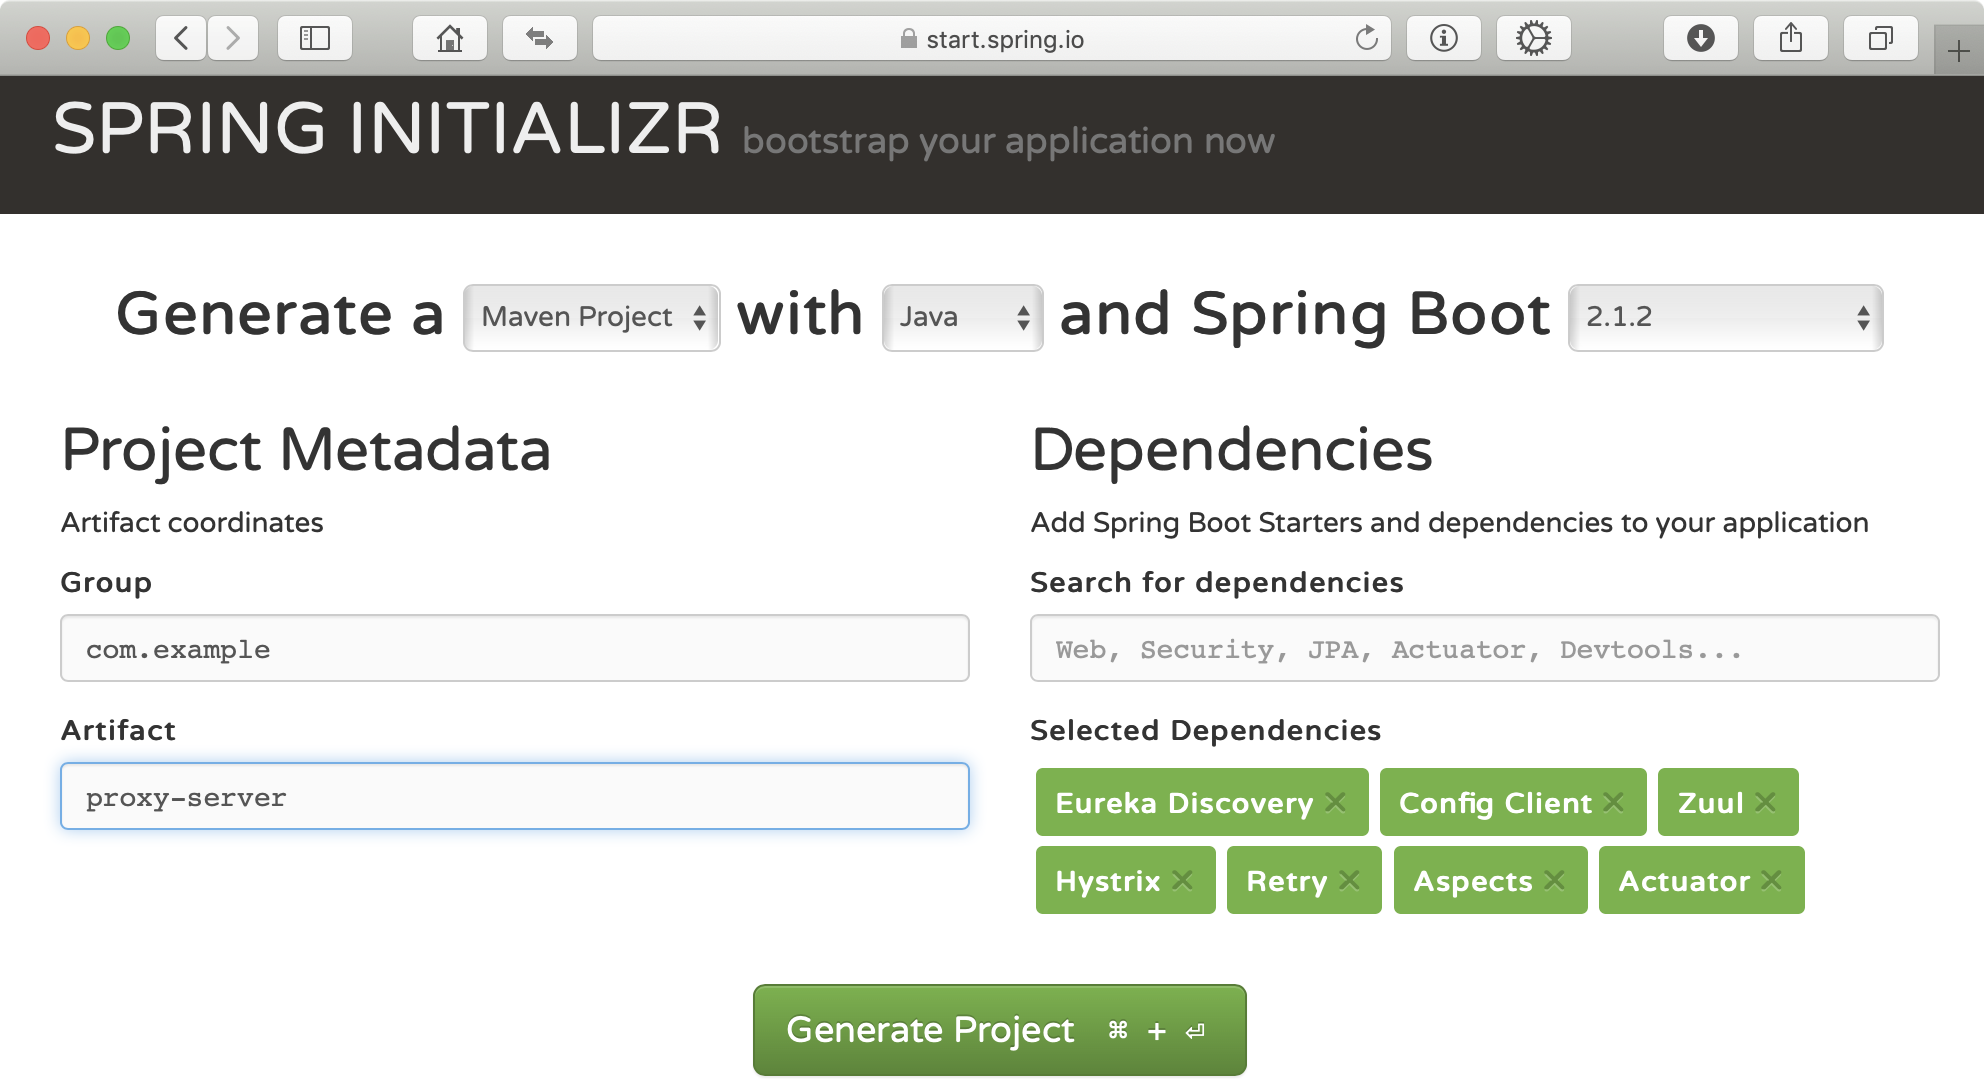 start.spring.io
SPRING INITIALIZR bootstrap your application now
Generate a Maven Project with Java and Spring Boot 2.1.2
Project Metadata
Artifact coordinates
Group
com.example
Artifact
proxy-server
Dependencies
Add Spring Boot Starters and dependencies to your application
Search for dependencies
Web, Security, JPA, Actuator, Devtools...
Selected Dependencies
Eureka Discovery × Config Client × Zuul ×
Hystrix × Retry × Aspects × Actuator ×
Generate Project ⌘ + ⏎